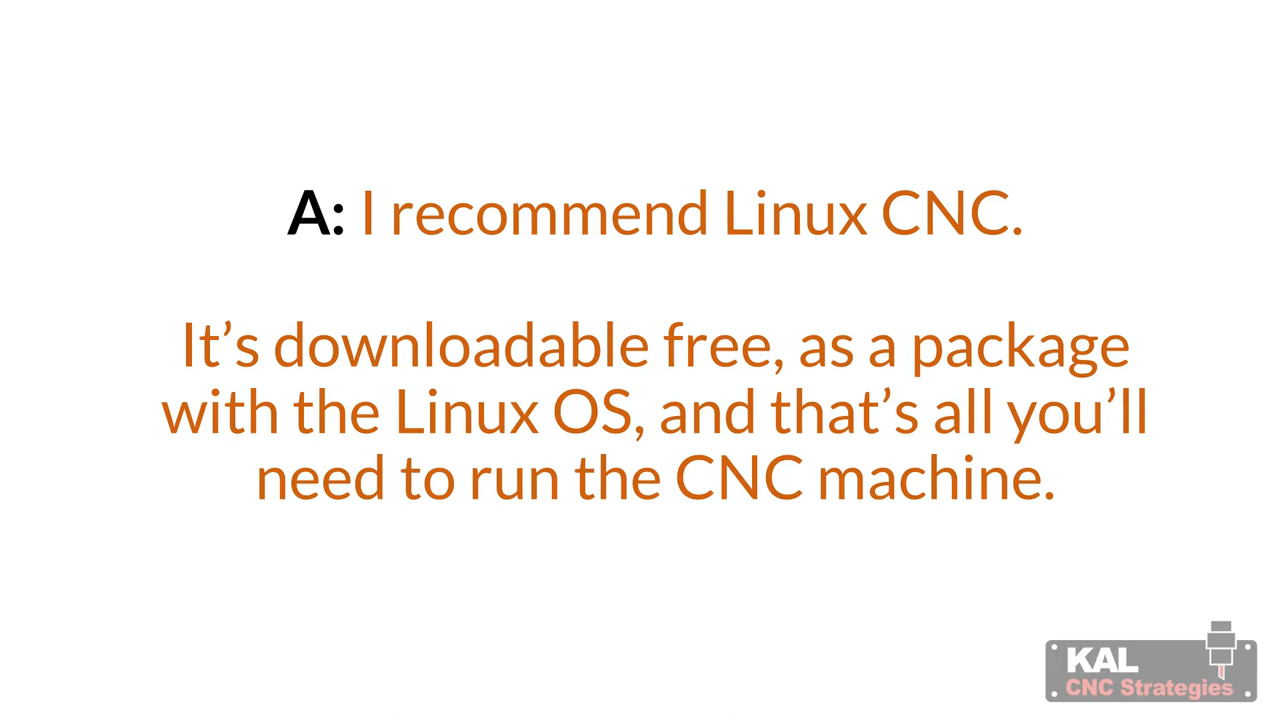 A: I recommend Linux CNC.
It’s downloadable free, as a package
with the Linux OS, and that’s all you’ll
need to run the CNC machine.
KAL
CNC Strategies